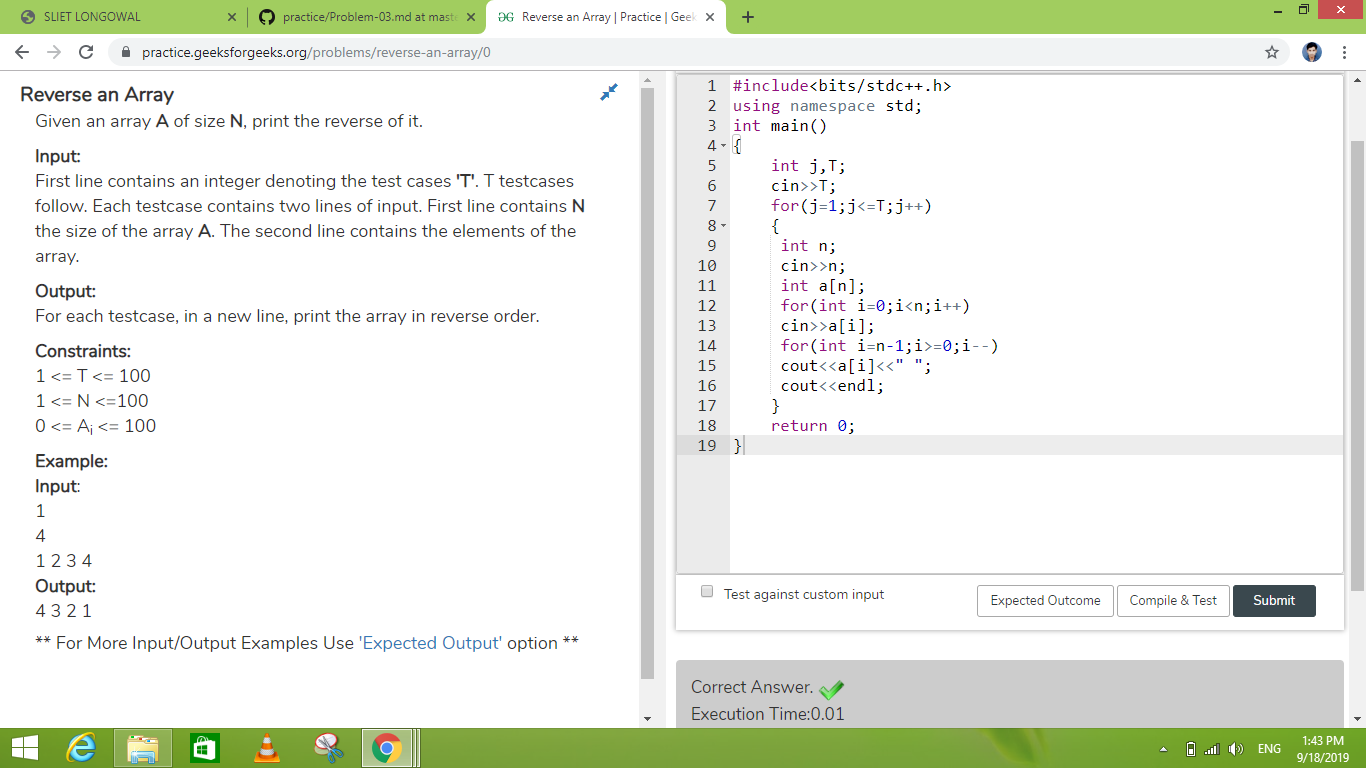 SLIET LONGOWAL
practice/Problem-03.md at maste
Reverse an Array | Practice | Geek
practice.geeksforgeeks.org/problems/reverse-an-array/0
Reverse an Array
Given an array A of size N, print the reverse of it.
Input:
First line contains an integer denoting the test cases 'T'. T testcases
follow. Each testcase contains two lines of input. First line contains N
the size of the array A. The second line contains the elements of the
array.
Output:
For each testcase, in a new line, print the array in reverse order.
Constraints:
1 <= T <= 100
1 <= N <=100
0 <= Ai <= 100
Example:
Input:
1
4
1 2 3 4
Output:
4 3 2 1
** For More Input/Output Examples Use 'Expected Output' option **
1 #include<bits/stdc++.h>
2 using namespace std;
3 int main()
4 {
5 int j,T;
6 cin>>T;
7 for(j=1;j<=T;j++)
8 {
9 int n;
10 cin>>n;
11 int a[n];
12 for(int i=0;i<n;i++)
13 cin>>a[i];
14 for(int i=n-1;i>=0;i--)
15 cout<<a[i]<<" ";
16 cout<<endl;
17 }
18 return 0;
19 }
Test against custom input
Expected Outcome
Compile & Test
Submit
Correct Answer.
Execution Time:0.01
ENG
1:43 PM
9/18/2019